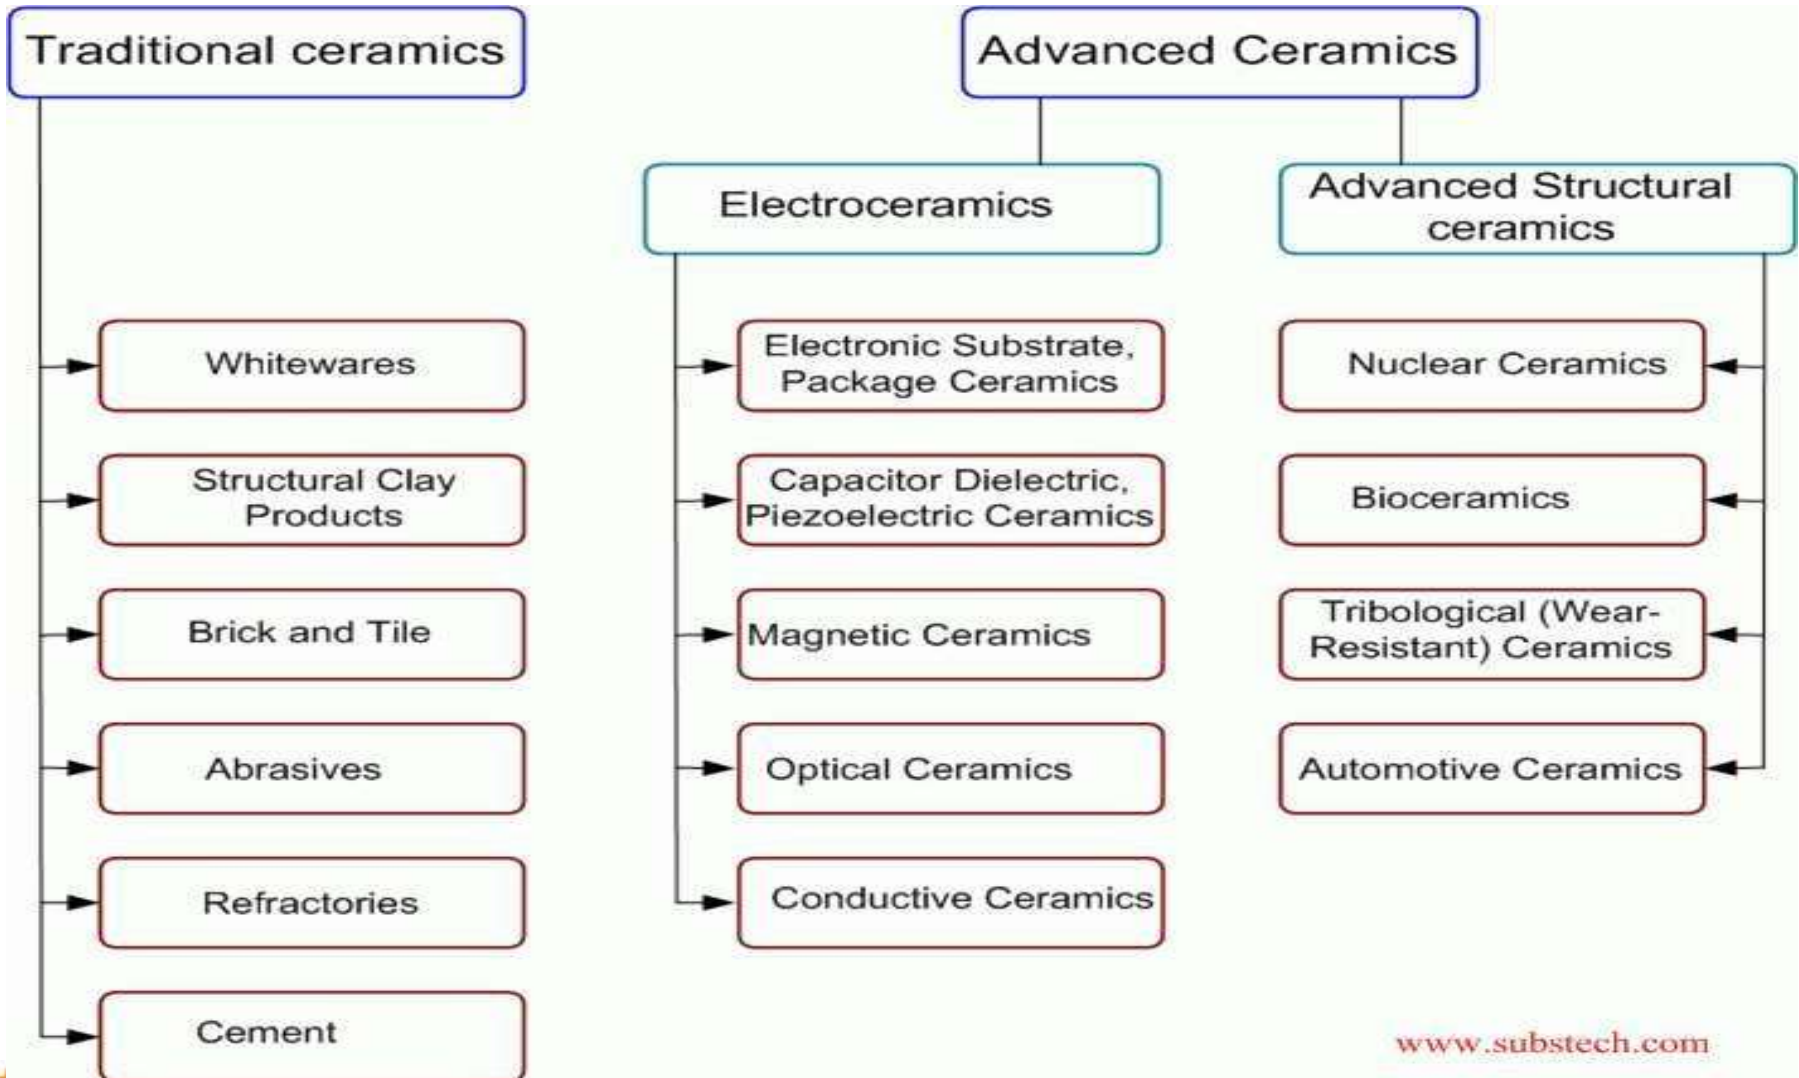 Traditional ceramics
Whitewares
Structural Clay
Products
Brick and Tile
Abrasives
Refractories
Cement
Advanced Ceramics
Electroceramics
Electronic Substrate,
Package Ceramics
Capacitor Dielectric,
Piezoelectric Ceramics
Magnetic Ceramics
Optical Ceramics
Conductive Ceramics
Advanced Structural
ceramics
Nuclear Ceramics
Bioceramics
Tribological (Wear-
Resistant) Ceramics
Automotive Ceramics
www.substech.com